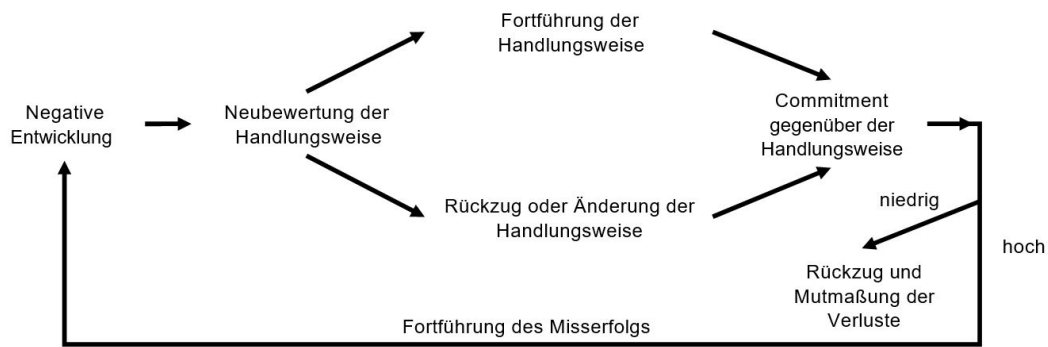 Fortführung der
Handlungsweise
Negative
Entwicklung
Neubewertung der
Handlungsweise
Commitment
gegenüber der
Handlungsweise
Rückzug oder Änderung der
Handlungsweise
niedrig
hoch
Rückzug und
Mutmaßung der
Verluste
Fortführung des Misserfolgs